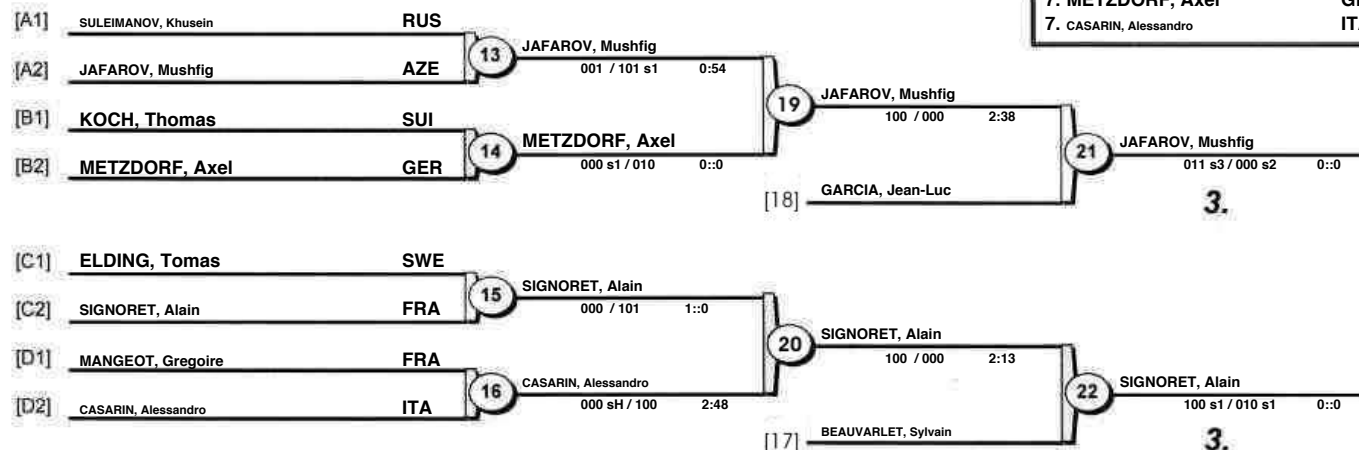 7. METZDORF, Axel
7. CASARIN, Alessandro
[A1] SULEIMANOV, Khusein RUS
13 JAFAROV, Mushfig
001 / 101 s1 0:54
[A2] JAFAROV, Mushfig AZE
19 JAFAROV, Mushfig
100 / 000 2:38
[B1] KOCH, Thomas SUI
14 METZDORF, Axel
000 s1 / 010 0::0
21 JAFAROV, Mushfig
011 s3 / 000 s2 0::0
[B2] METZDORF, Axel GER
[18] GARCIA, Jean-Luc
3.
[C1] ELDING, Tomas SWE
15 SIGNORET, Alain
000 / 101 1::0
[C2] SIGNORET, Alain FRA
20 SIGNORET, Alain
100 / 000 2:13
[D1] MANGEOT, Gregoire FRA
16 CASARIN, Alessandro
000 sH / 100 2:48
22 SIGNORET, Alain
100 s1 / 010 s1 0::0
[D2] CASARIN, Alessandro ITA
[17] BEAUVARLET, Sylvain
3.